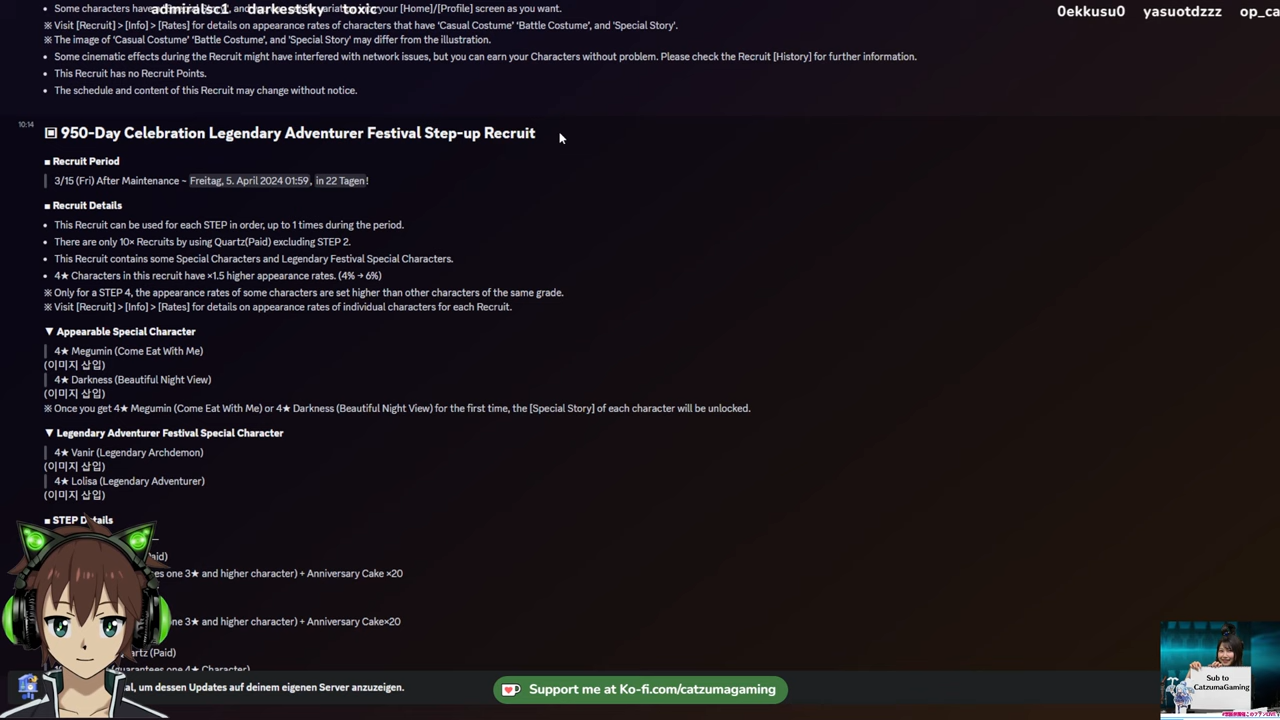 adminalsc1 darkestsky toxic
0ekkusu0 yasuotdzzz op_ca
※ Visit [Recruit] > [Info] > [Rates] for details on appearance rates of characters that have 'Casual Costume' 'Battle Costume', and 'Special Story'.
※ The image of 'Casual Costume' 'Battle Costume', and 'Special Story' may differ from the illustration.
• Some cinematic effects during the Recruit might have interfered with network issues, but you can earn your Characters without problem. Please check the Recruit [History] for further information.
• This Recruit has no Recruit Points.
• The schedule and content of this Recruit may change without notice.
10:14
▣ 950-Day Celebration Legendary Adventurer Festival Step-up Recruit
■ Recruit Period
3/15 (Fri) After Maintenance ~ Freitag, 5. April 2024 01:59, in 22 Tagen!
■ Recruit Details
• This Recruit can be used for each STEP in order, up to 1 times during the period.
• There are only 10× Recruits by using Quartz(Paid) excluding STEP 2.
• This Recruit contains some Special Characters and Legendary Festival Special Characters.
• 4★ Characters in this recruit have ×1.5 higher appearance rates. (4% → 6%)
※ Only for a STEP 4, the appearance rates of some characters are set higher than other characters of the same grade.
※ Visit [Recruit] > [Info] > [Rates] for details on appearance rates of individual characters for each Recruit.
▼ Appearable Special Character
4★ Megumin (Come Eat With Me)
(이미지 삽입)
4★ Darkness (Beautiful Night View)
(이미지 삽입)
※ Once you get 4★ Megumin (Come Eat With Me) or 4★ Darkness (Beautiful Night View) for the first time, the [Special Story] of each character will be unlocked.
▼ Legendary Adventurer Festival Special Character
4★ Vanir (Legendary Archdemon)
(이미지 삽입)
4★ Lolisa (Legendary Adventurer)
(이미지 삽입)
■ STEP Details
one 3★ and higher character) + Anniversary Cake ×20
one 3★ and higher character) + Anniversary Cake×20
(Paid)
(guarantees one 4★ Character)
um dessen Updates auf deinem eigenen Server anzuzeigen.
Support me at Ko-fi.com/catzumagaming
Sub to
CatzumaGaming